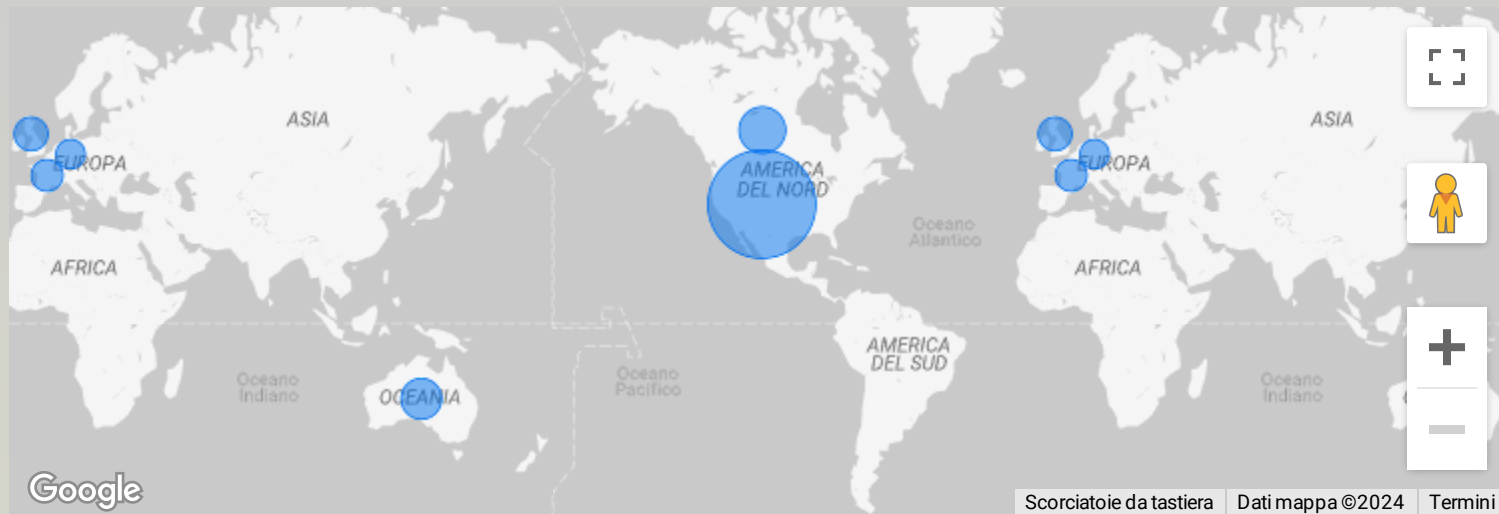 ASIA
ASIA
EUROPA
EUROPA
AMERICA
DEL NORD
Oceano
Atlantico
AFRICA
AFRICA
AMERICA
DEL SUD
Oceano
Indiano
Oceano
Pacifico
Oceano
Indiano
OCEANIA
Google
Scorciatoie da tastiera
Dati mappa ©2024
Termini